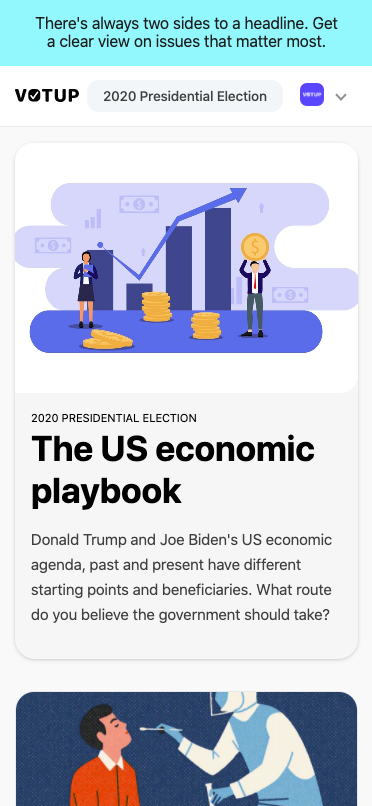 There's always two sides to a headline. Get
a clear view on issues that matter most.
VOTUP
2020 Presidential Election
VOTUP
2020 PRESIDENTIAL ELECTION
The US economic
playbook
Donald Trump and Joe Biden's US economic
agenda, past and present have different
starting points and beneficiaries. What route
do you believe the government should take?